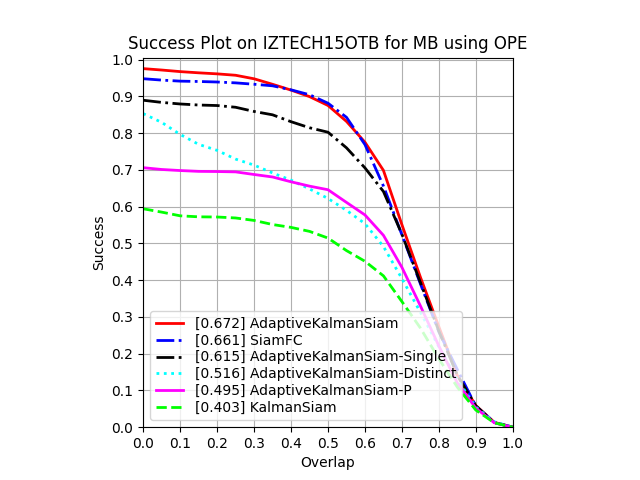 Success Plot on IZTECH15OTB for MB using OPE
Success
1.0
0.9
0.8
0.7
0.6
0.5
0.4
0.3
0.2
0.1
0.0
[0.672] AdaptiveKalmanSiam
[0.661] SiamFC
[0.615] AdaptiveKalmanSiam-Single
[0.516] AdaptiveKalmanSiam-Distinct
[0.495] AdaptiveKalmanSiam-P
[0.403] KalmanSiam
0.0 0.1 0.2 0.3 0.4 0.5 0.6 0.7 0.8 0.9 1.0
Overlap